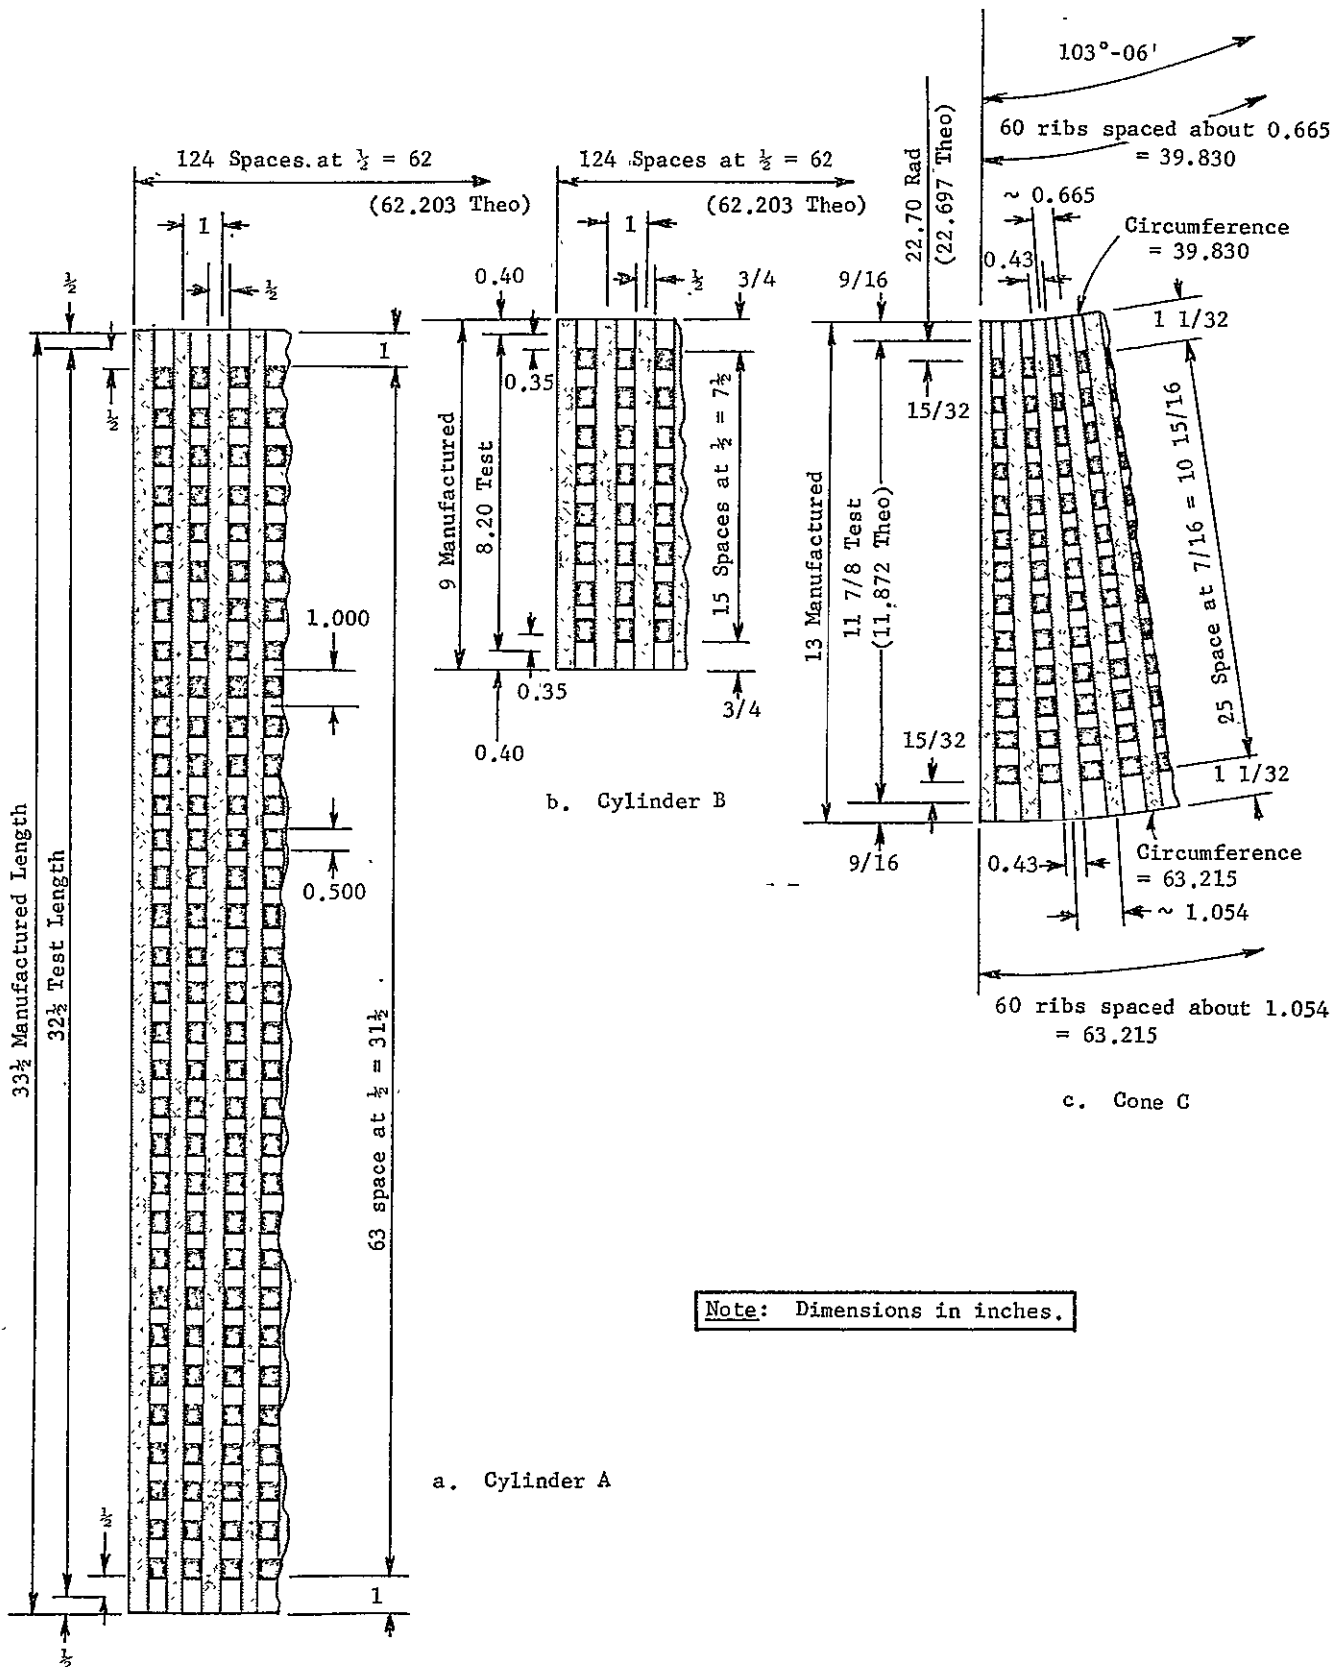 103°-06'
60 ribs spaced about 0.665
= 39.830
22.70 Rad
(22.697 Theo)
~ 0.665
Circumference
= 39.830
0.43
124 Spaces at ½ = 62
(62.203 Theo)
1
½
½
½
1
33½ Manufactured Length
32½ Test Length
1.000
0.500
63 space at ½ = 31½
½
½
1
a. Cylinder A
124 Spaces at ½ = 62
(62.203 Theo)
1
½
0.40
3/4
0.35
9 Manufactured
8.20 Test
15 Spaces at ½ = 7½
0.35
0.40
3/4
b. Cylinder B
9/16
1 1/32
15/32
13 Manufactured
11 7/8 Test
(11.872 Theo)
25 Space at 7/16 = 10 15/16
15/32
1 1/32
9/16
0.43
Circumference
= 63.215
~ 1.054
60 ribs spaced about 1.054
= 63.215
c. Cone C
Note: Dimensions in inches.